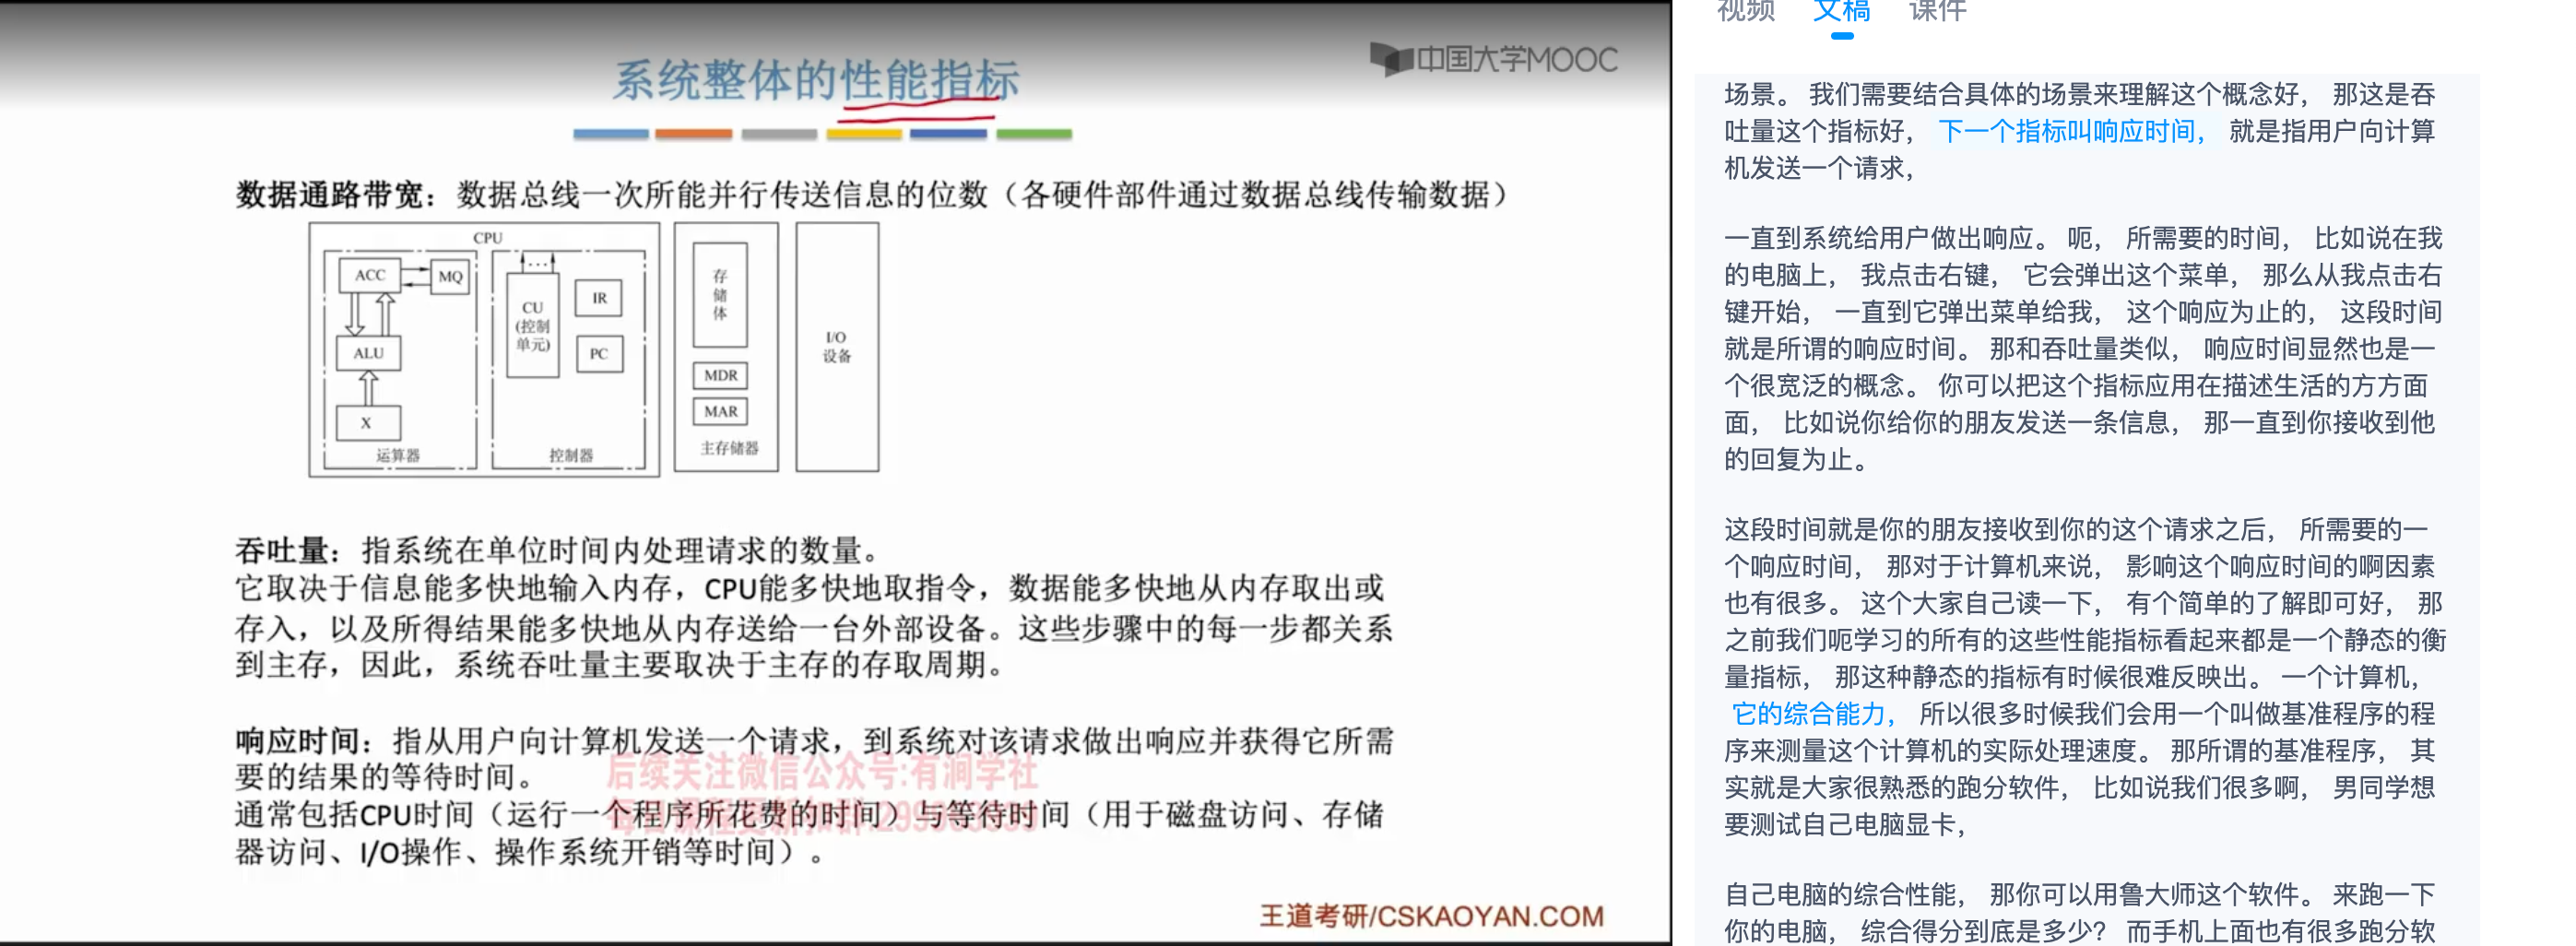 系统整体的性能指标
中国大学MOOC
数据通路带宽：数据总线一次所能并行传送信息的位数（各硬件部件通过数据总线传输数据）
CPU
ACC
MQ
ALU
X
运算器
...
CU
(控制
单元)
IR
PC
控制器
存
储
体
MDR
MAR
主存储器
I/O
设备
吞吐量：指系统在单位时间内处理请求的数量。
它取决于信息能多快地输入内存，CPU能多快地取指令，数据能多快地从内存取出或
存入，以及所得结果能多快地从内存送给一台外部设备。这些步骤中的每一步都关系
到主存，因此，系统吞吐量主要取决于主存的存取周期。
响应时间：指从用户向计算机发送一个请求，到系统对该请求做出响应并获得它所需
要的结果的等待时间。
通常包括CPU时间（运行一个程序所花费的时间）与等待时间（用于磁盘访问、存储
器访问、I/O操作、操作系统开销等时间）。
后续关注微信公众号:有涧学社
王道考研/CSKAOYAN.COM
视频 文稿 课件
场景。 我们需要结合具体的场景来理解这个概念好， 那这是吞
吐量这个指标好， 下一个指标叫响应时间， 就是指用户向计算
机发送一个请求，
一直到系统给用户做出响应。 呃， 所需要的时间， 比如说在我
的电脑上， 我点击右键， 它会弹出这个菜单， 那么从我点击右
键开始， 一直到它弹出菜单给我， 这个响应为止的， 这段时间
就是所谓的响应时间。 那和吞吐量类似， 响应时间显然也是一
个很宽泛的概念。 你可以把这个指标应用在描述生活的方方面
面， 比如说你给你的朋友发送一条信息， 那一直到你接收到他
的回复为止。
这段时间就是你的朋友接收到你的这个请求之后， 所需要的一
个响应时间， 那对于计算机来说， 影响这个响应时间的啊因素
也有很多。 这个大家自己读一下， 有个简单的了解即可好， 那
之前我们呃学习的所有的这些性能指标看起来都是一个静态的衡
量指标， 那这种静态的指标有时候很难反映出。 一个计算机，
它的综合能力， 所以很多时候我们会用一个叫做基准程序的程
序来测量这个计算机的实际处理速度。 那所谓的基准程序， 其
实就是大家很熟悉的跑分软件， 比如说我们很多啊， 男同学想
要测试自己电脑显卡，
自己电脑的综合性能， 那你可以用鲁大师这个软件。 来跑一下
你的电脑， 综合得分到底是多少？ 而手机上面也有很多跑分软